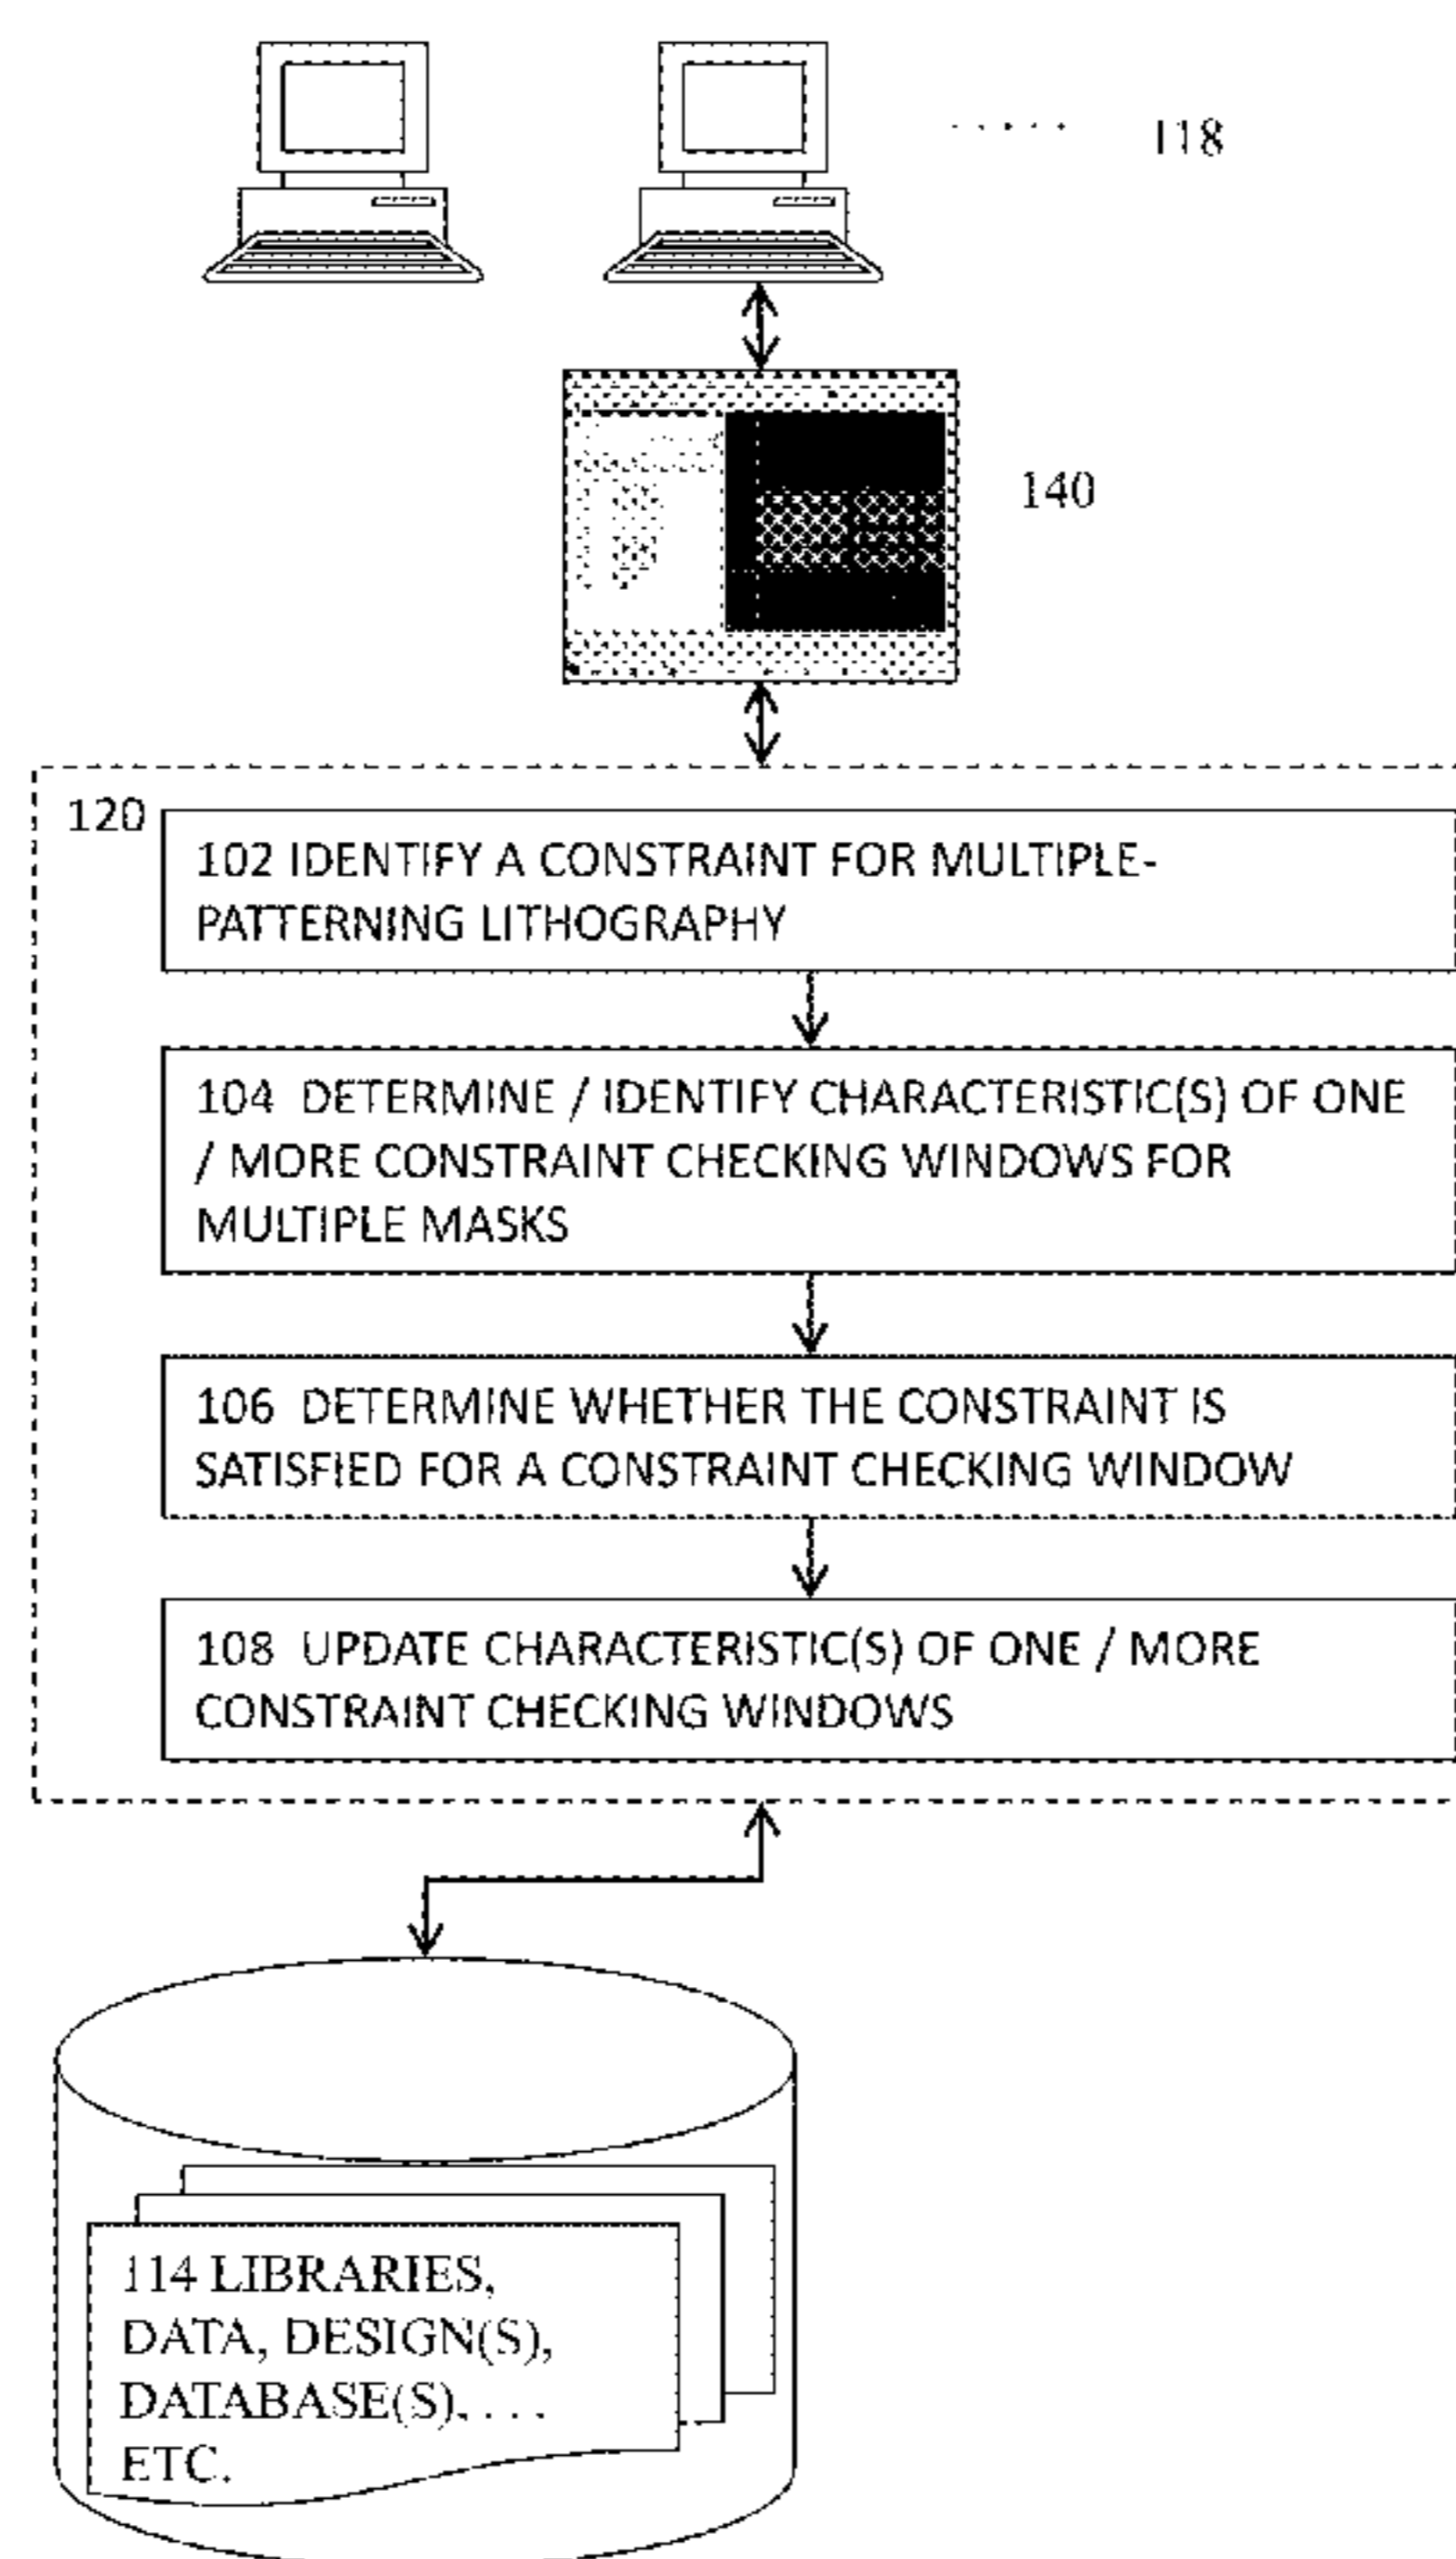 118
140
120
102 IDENTIFY A CONSTRAINT FOR MULTIPLE-
PATTERNING LITHOGRAPHY
104 DETERMINE / IDENTIFY CHARACTERISTIC(S) OF ONE
/ MORE CONSTRAINT CHECKING WINDOWS FOR
MULTIPLE MASKS
106 DETERMINE WHETHER THE CONSTRAINT IS
SATISFIED FOR A CONSTRAINT CHECKING WINDOW
108 UPDATE CHARACTERISTIC(S) OF ONE / MORE
CONSTRAINT CHECKING WINDOWS
114 LIBRARIES,
DATA, DESIGN(S),
DATABASE(S), . . .
ETC.